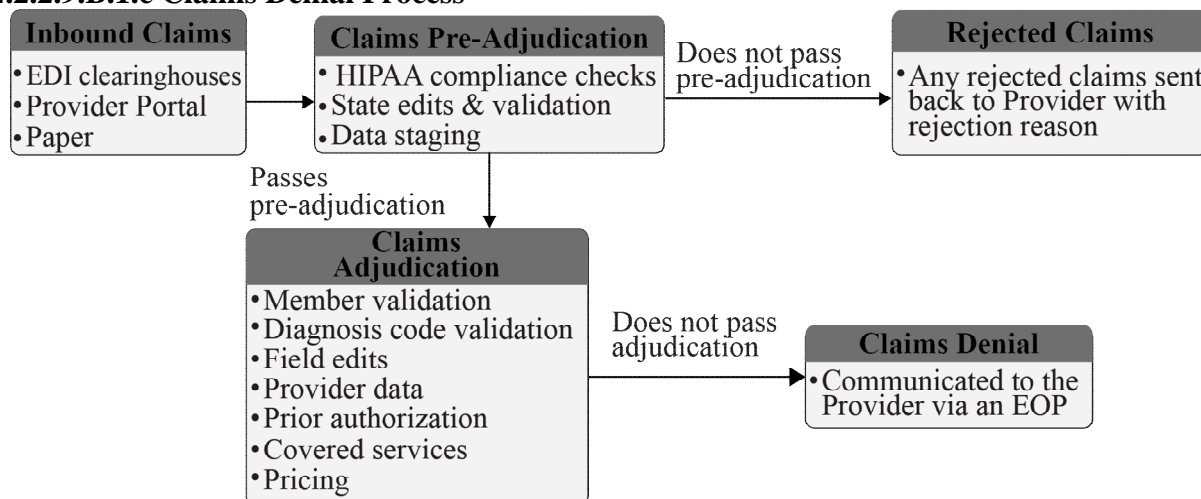 Claims Denial Process
Inbound Claims
• EDI clearinghouses
• Provider Portal
• Paper
Claims Pre-Adjudication
• HIPAA compliance checks
• State edits & validation
• Data staging
Does not pass
pre-adjudication
Rejected Claims
• Any rejected claims sent
back to Provider with
rejection reason
Passes
pre-adjudication
Claims
Adjudication
• Member validation
• Diagnosis code validation
• Field edits
• Provider data
• Prior authorization
• Covered services
• Pricing
Does not pass
adjudication
Claims Denial
• Communicated to the
Provider via an EOP